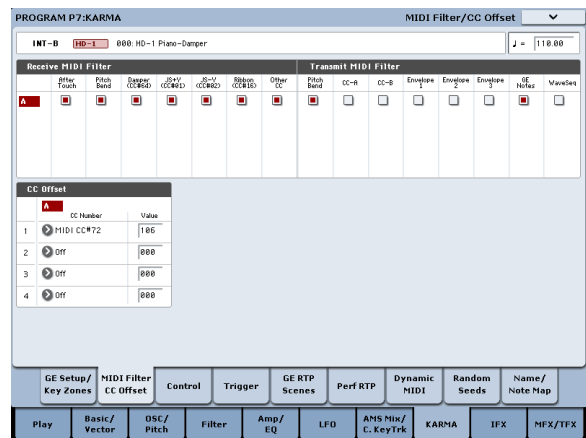 PROGRAM P7:KARMA MIDI Filter/CC Offset
INT-B HD-1 000: HD-1 Piano-Damper ♩ = 110.00
Receive MIDI Filter Transmit MIDI Filter
After Touch Pitch Bend Damper (CC#64) JS+Y (CC#01) JS-Y (CC#02) Ribbon (CC#16) Other CC Pitch Bend CC-A CC-B Envelope 1 Envelope 2 Envelope 3 GE Notes WaveSeq
A
CC Offset
A
CC Number Value
1 MIDI CC#72 106
2 Off 000
3 Off 000
4 Off 000
GE Setup/ Key Zones MIDI Filter CC Offset Control Trigger GE RTP Scenes Perf RTP Dynamic MIDI Random Seeds Name/ Note Map
Play Basic/ Vector OSC/ Pitch Filter Amp/ EQ LFO AMS Mix/ C. KeyTrk KARMA IFX MFX/TFX